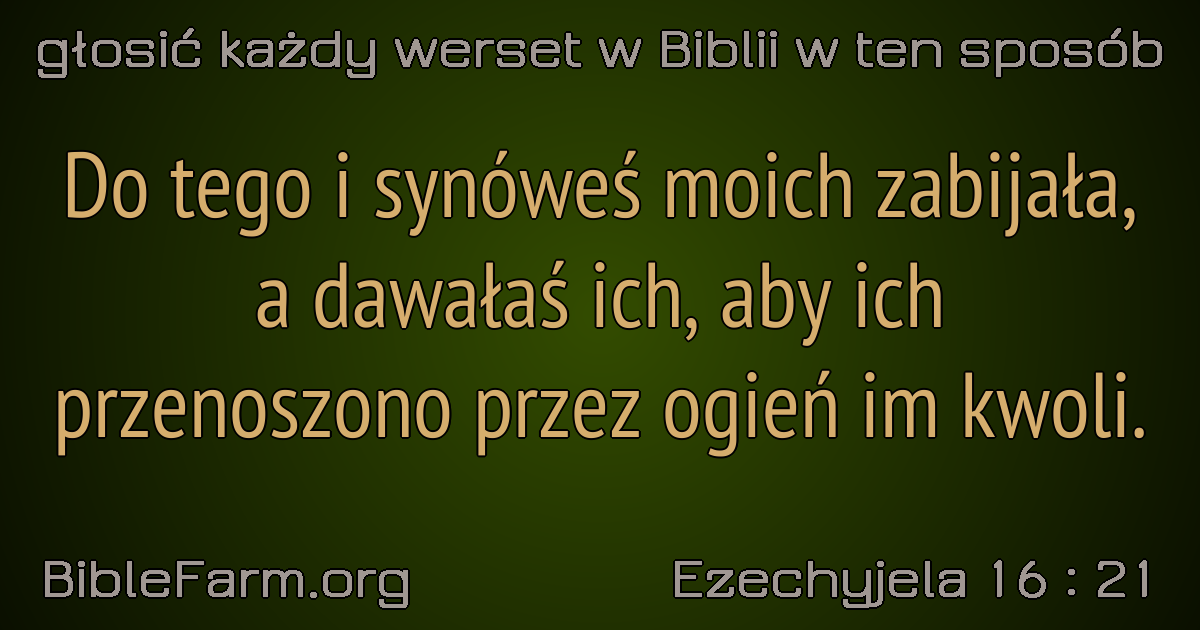 głosić każdy werset w Biblii w ten sposób
Do tego i synóweś moich zabijała,
a dawałaś ich, aby ich
przenoszono przez ogień im kwoli.
BibleFarm.org
Ezechyjela 16 : 21